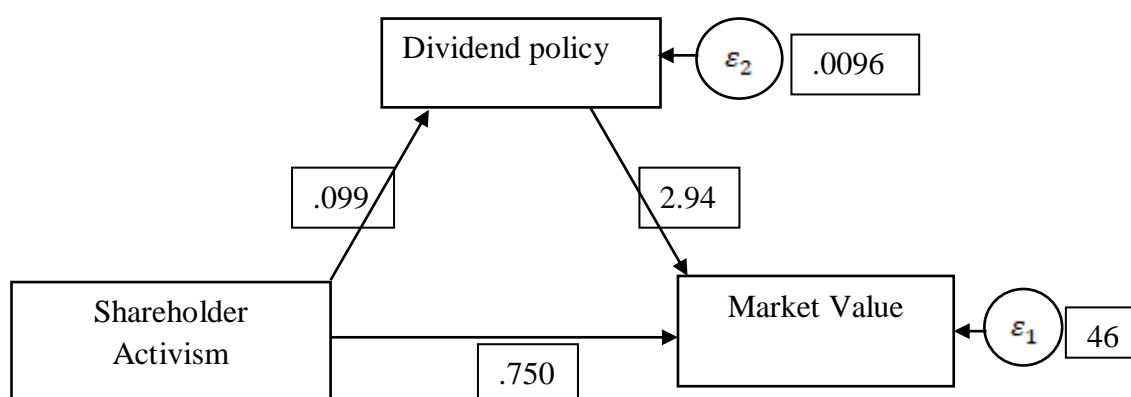 Dividend policy
ε2
.0096
.099
2.94
Shareholder
Activism
Market Value
ε1
46
.750